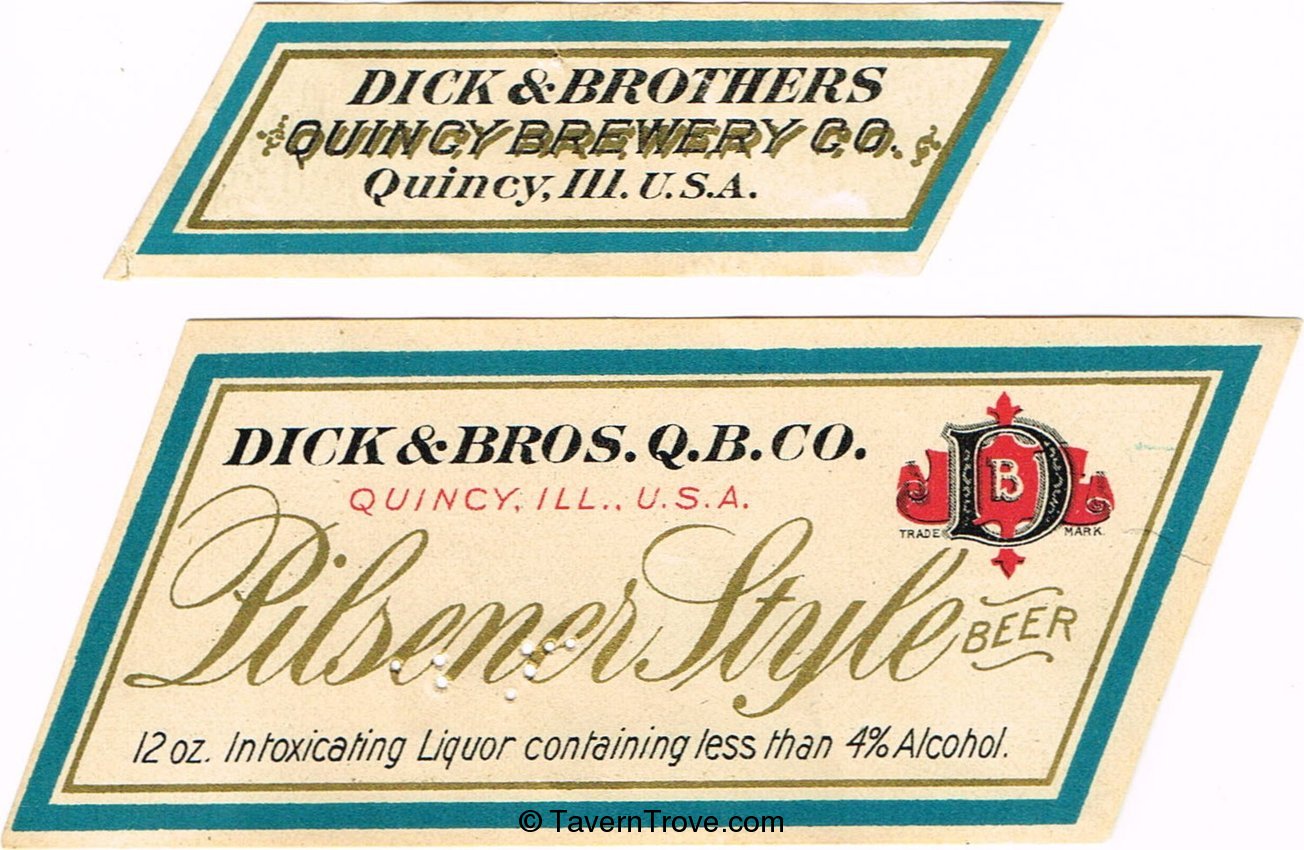 DICK & BROTHERS
QUINCY BREWERY CO.
Quincy, Ill. U.S.A.
DICK & BROS. Q.B. CO.
QUINCY, ILL., U.S.A.
D B
TRADE MARK.
Pilsener Style BEER
12 oz. Intoxicating Liquor containing less than 4% Alcohol.
© TavernTrove.com